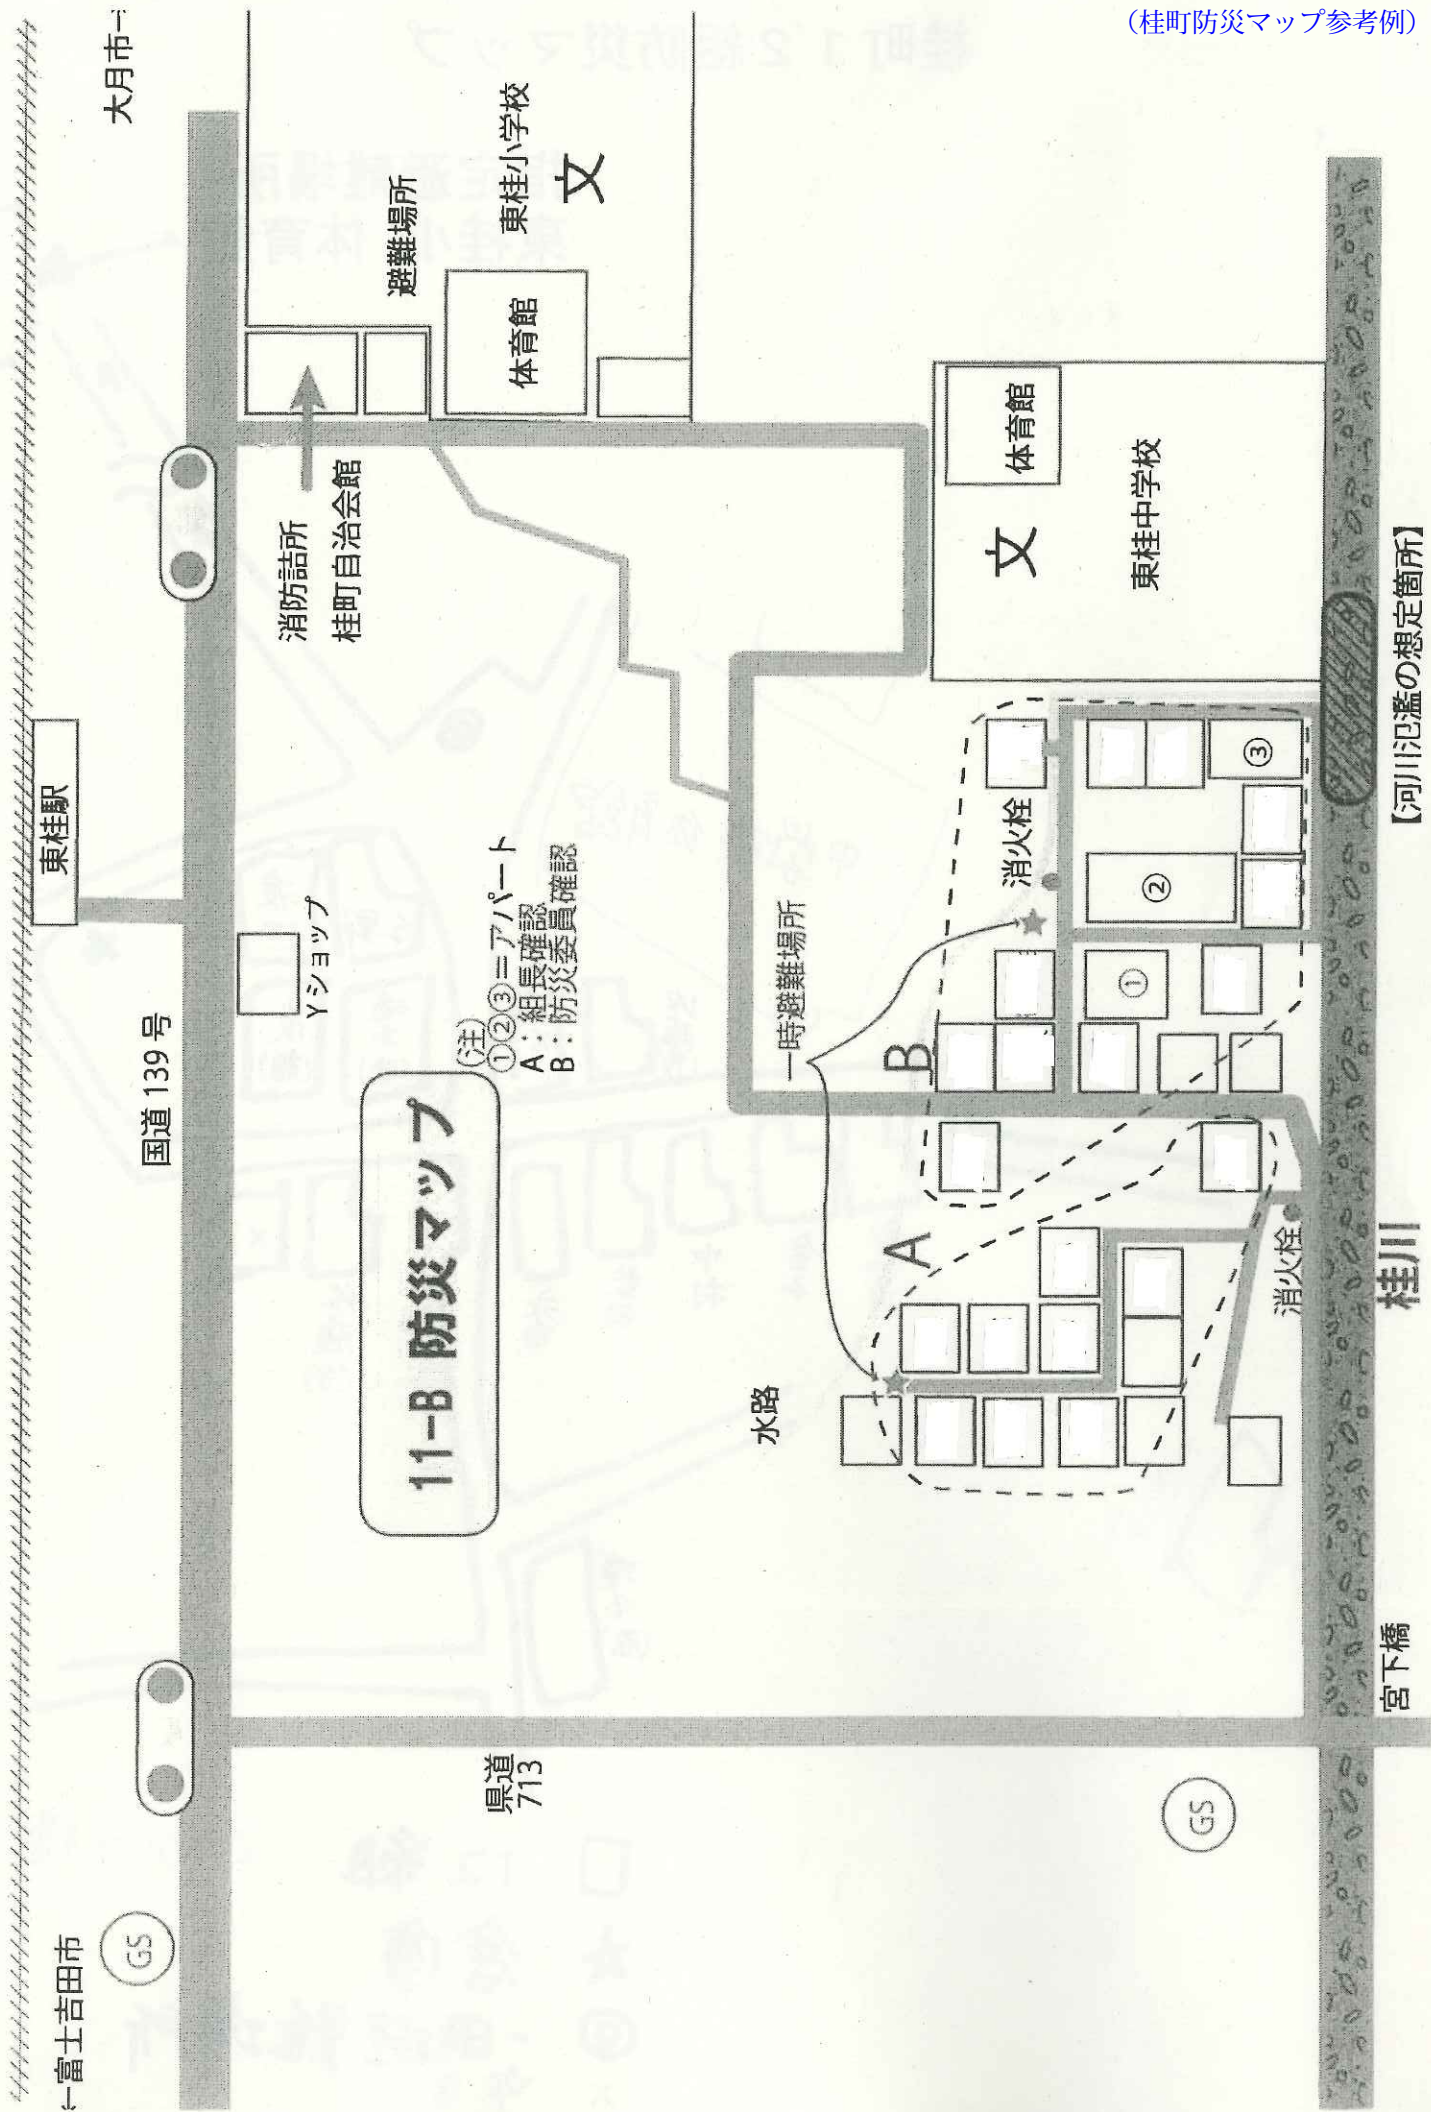 (桂町防災マップ参考例)
←富士吉田市
大月市→
GS
東桂駅
国道 139 号
Yショップ
消防詰所
桂町自治会館
避難場所
東桂小学校
文
体育館
11-B 防災マップ
(注)
①②③=アパート
A：組長確認
B：防災委員確認
県道
713
水路
一時避難場所
A
B
消火栓
①
②
③
体育館
文
東桂中学校
消火栓
GS
宮下橋
桂川
【河川氾濫の想定箇所】